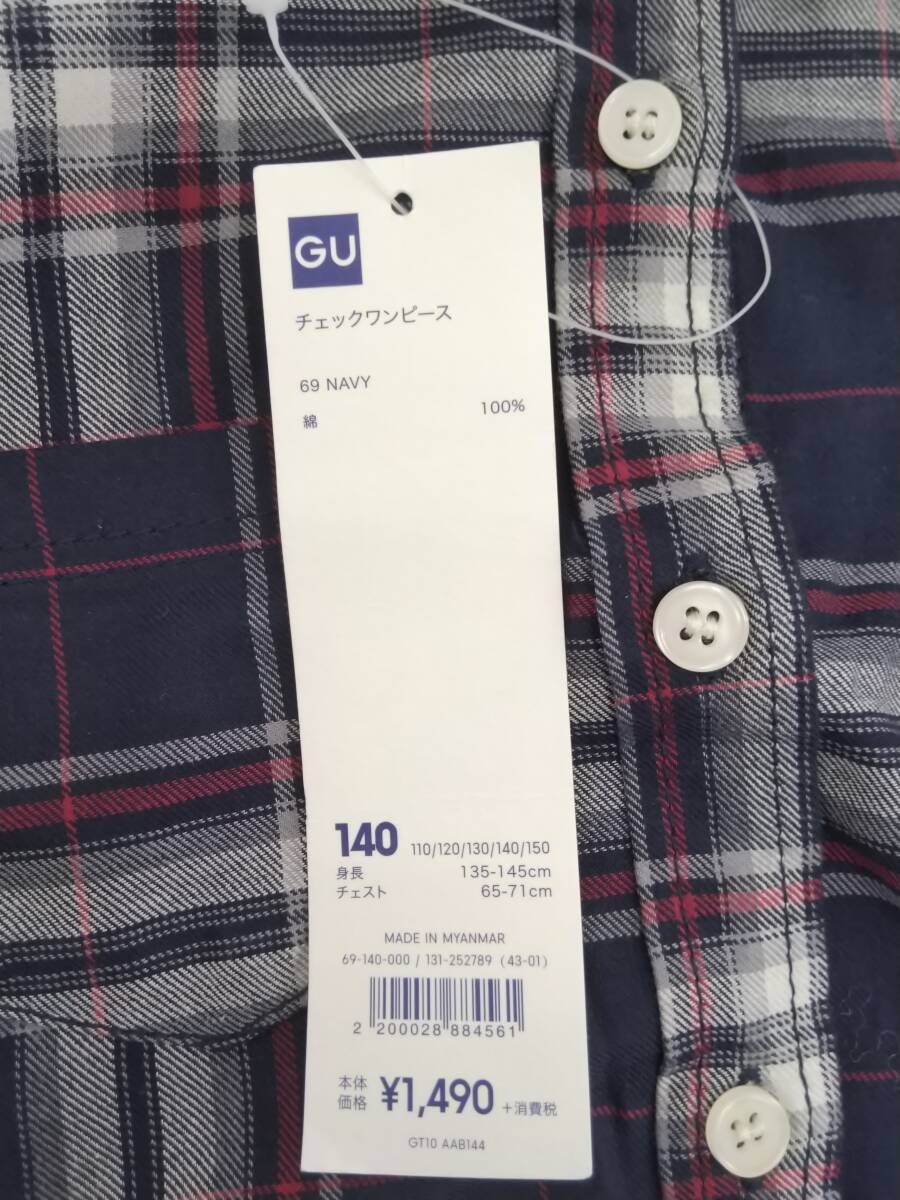 GU
チェックワンピース
69 NAVY
綿 100%
140 110/120/130/140/150
身長 135-145cm
チェスト 65-71cm
MADE IN MYANMAR
69-140-000 / 131-252789 (43-01)
2 200028 884561
本体価格 ¥1,490 +消費税
GT10 AAB144